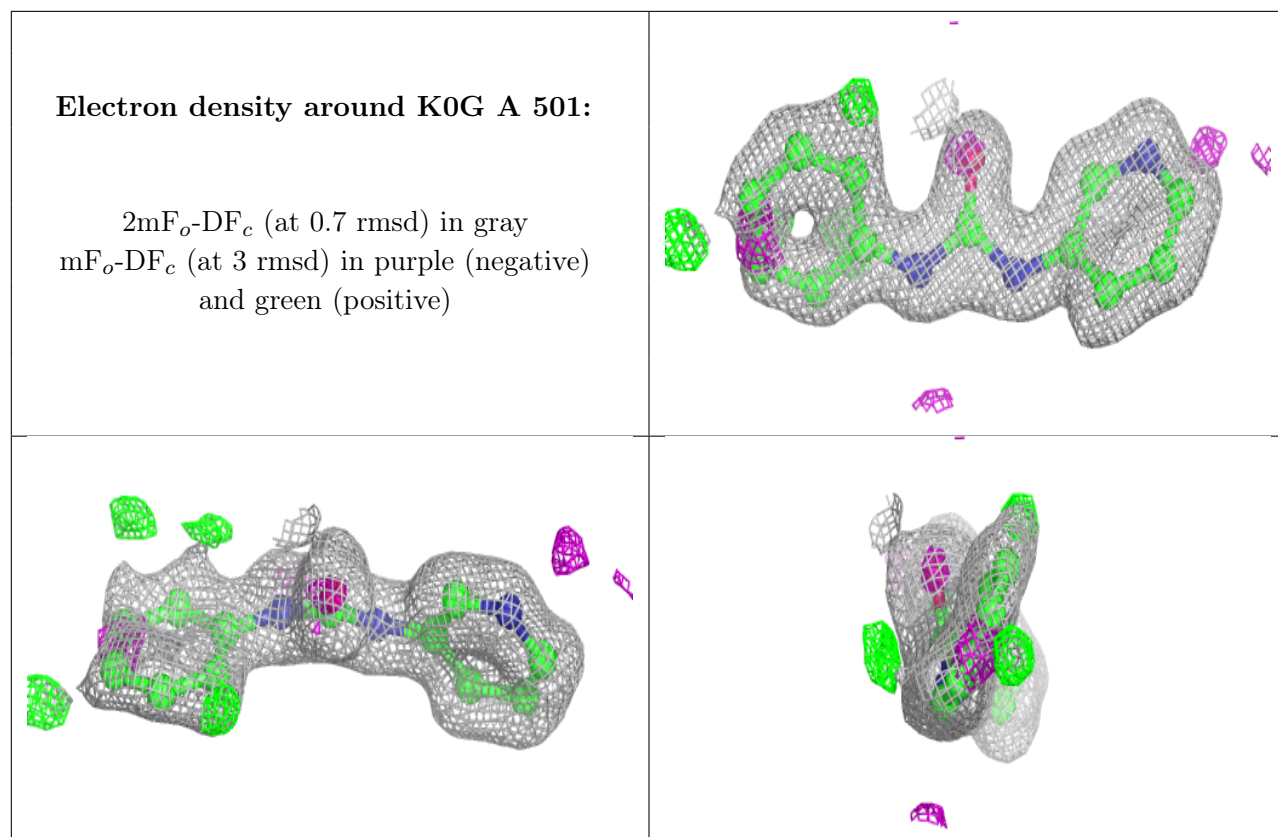 Electron density around K0G A 501:
2mFₒ-DF𝒸 (at 0.7 rmsd) in gray
mFₒ-DF𝒸 (at 3 rmsd) in purple (negative)
and green (positive)